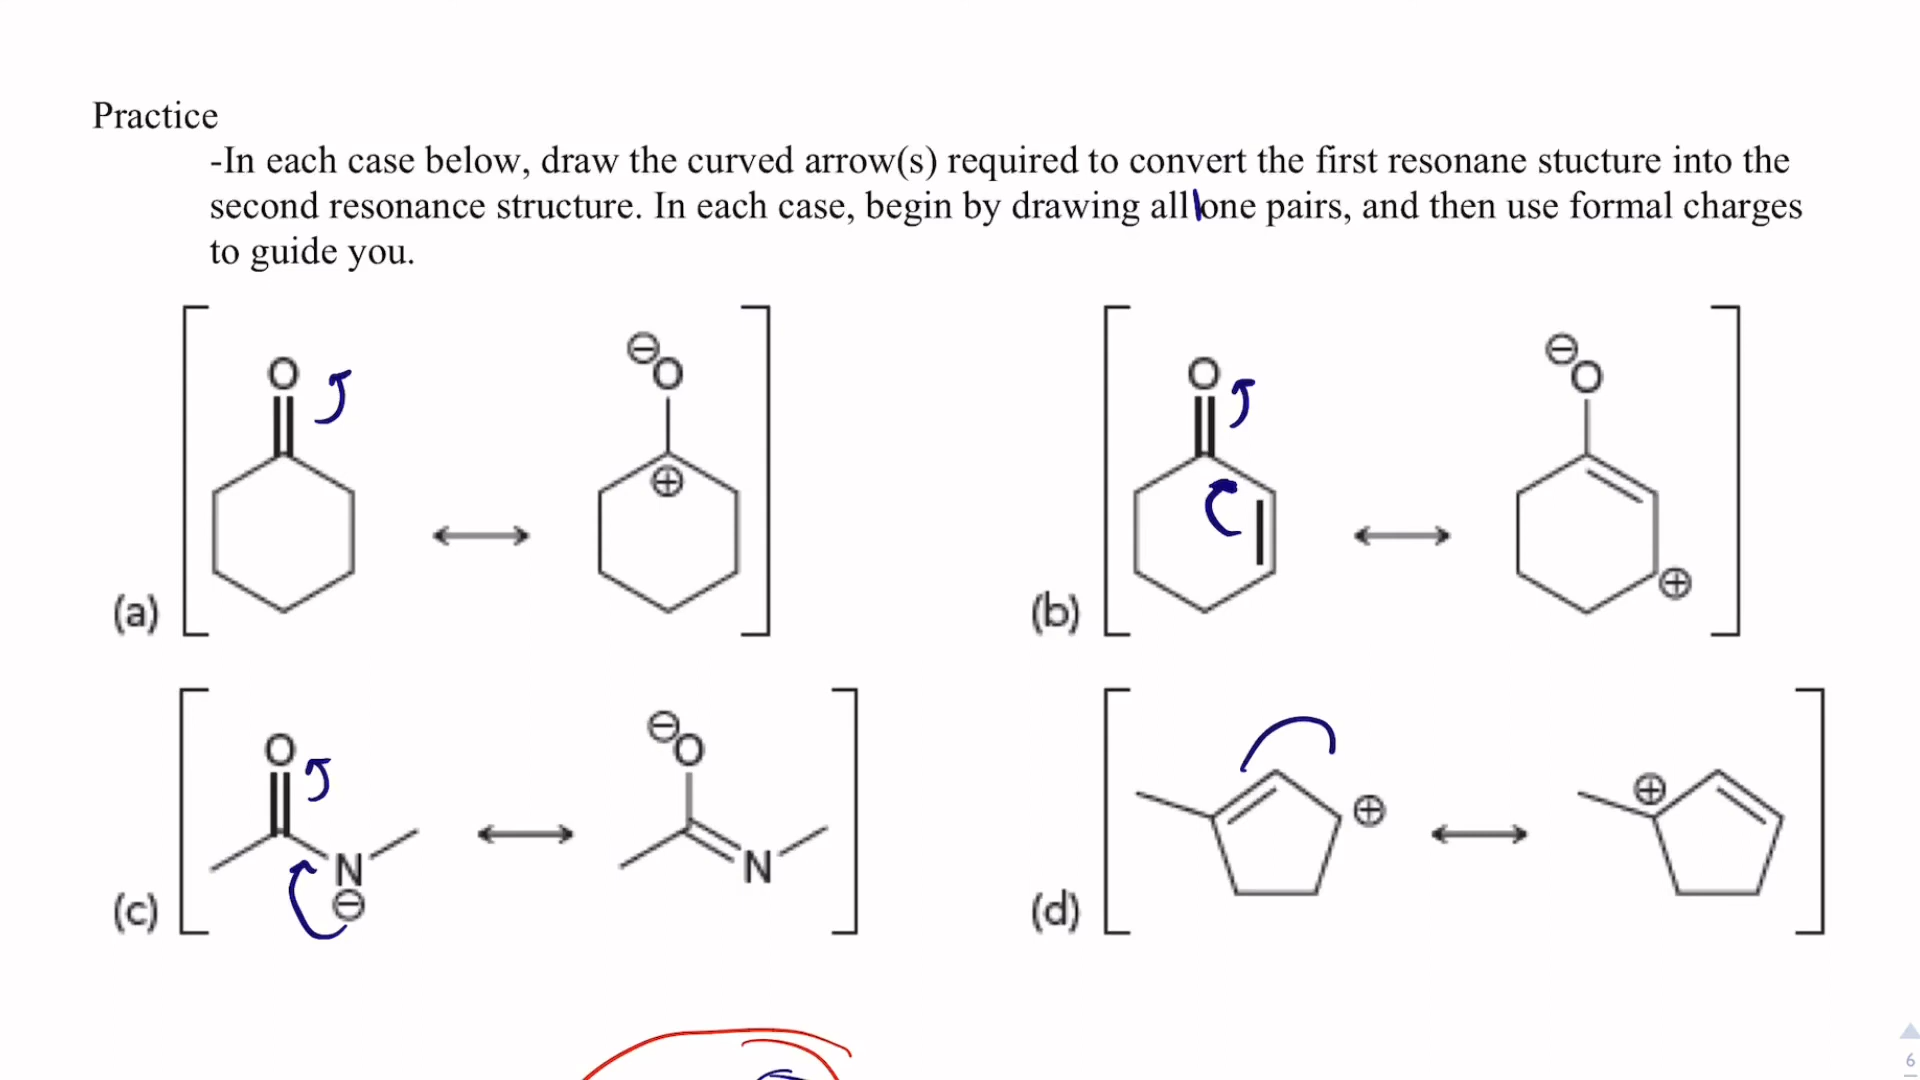 Practice
-In each case below, draw the curved arrow(s) required to convert the first resonane stucture into the
second resonance structure. In each case, begin by drawing all lone pairs, and then use formal charges
to guide you.
O ⊖O O ⊖O
⊕ ⊕
(a) (b)
O ⊖O
⊕ ⊕
N N
⊖
(c) (d)
6